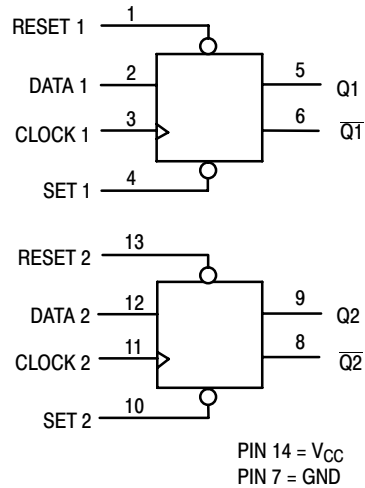 RESET 1 1
DATA 1 2 5 Q1
CLOCK 1 3 6 Q1̅
SET 1 4
RESET 2 13
DATA 2 12 9 Q2
CLOCK 2 11 8 Q2̅
SET 2 10
PIN 14 = VCC
PIN 7 = GND